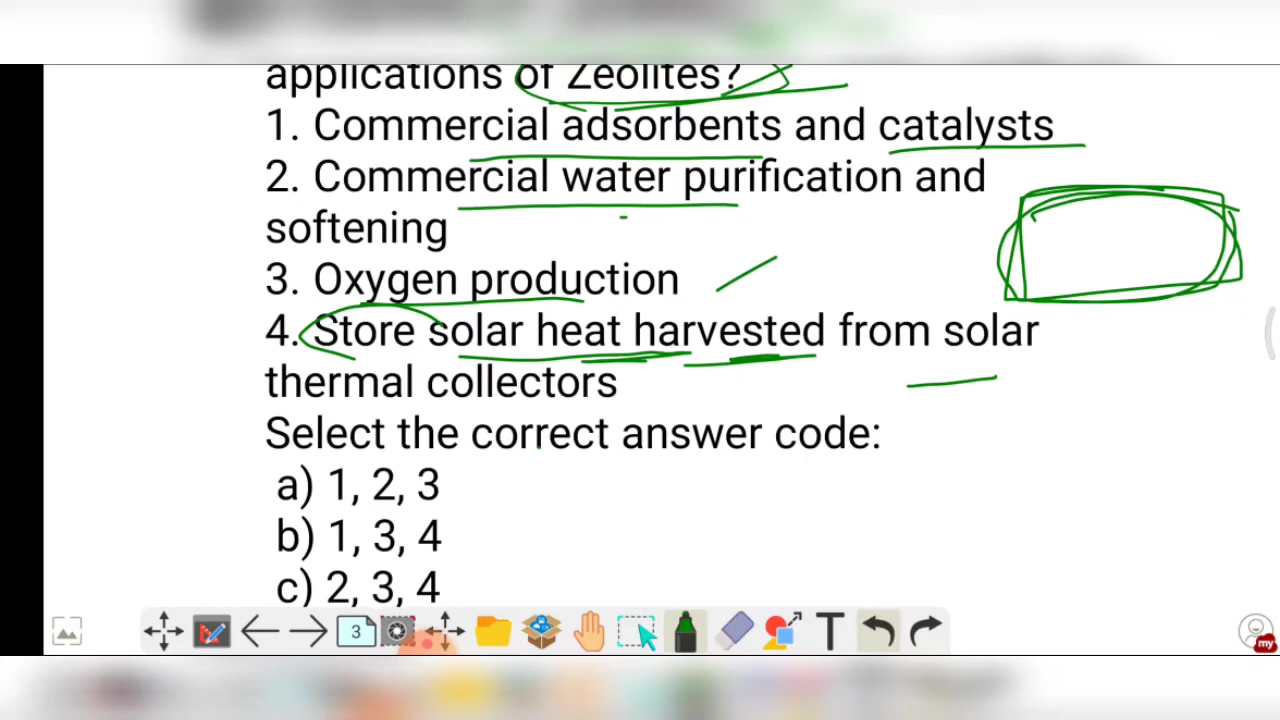 applications of Zeolites?
1. Commercial adsorbents and catalysts
2. Commercial water purification and
softening
3. Oxygen production
4. Store solar heat harvested from solar
thermal collectors
Select the correct answer code:
a) 1, 2, 3
b) 1, 3, 4
c) 2, 3, 4
3
T
my